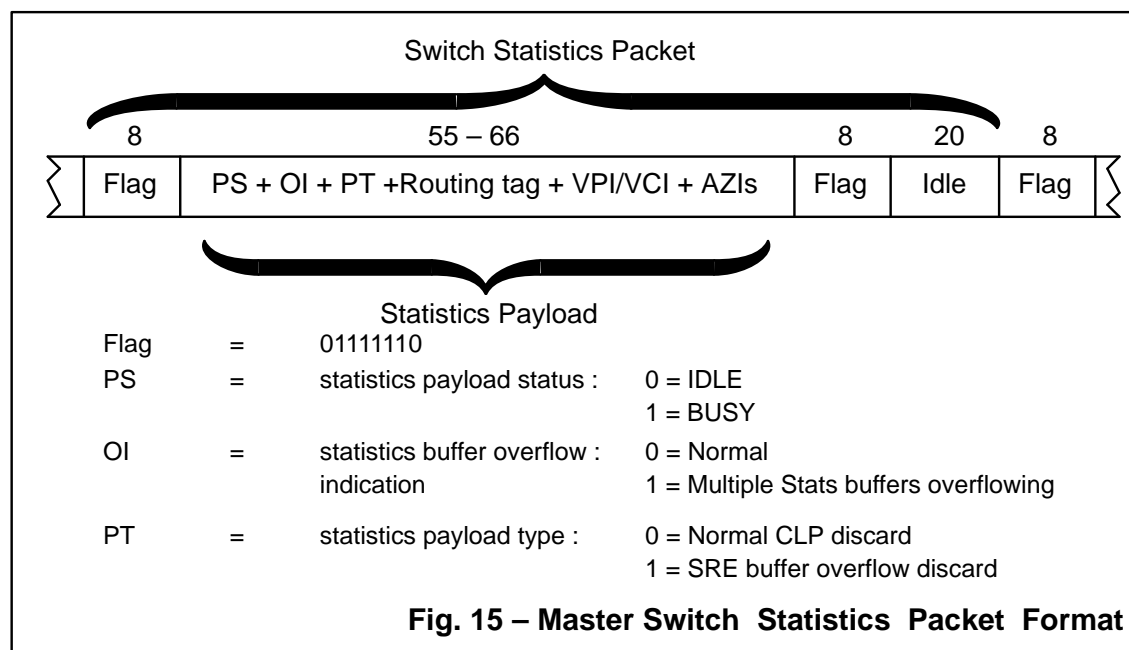 Switch Statistics Packet
8 55 – 66 8 20 8
Flag PS + OI + PT +Routing tag + VPI/VCI + AZIs Flag Idle Flag
Statistics Payload
Flag = 01111110
PS = statistics payload status : 0 = IDLE
1 = BUSY
OI = statistics buffer overflow : 0 = Normal
indication 1 = Multiple Stats buffers overflowing
PT = statistics payload type : 0 = Normal CLP discard
1 = SRE buffer overflow discard
Fig. 15 – Master Switch Statistics Packet Format